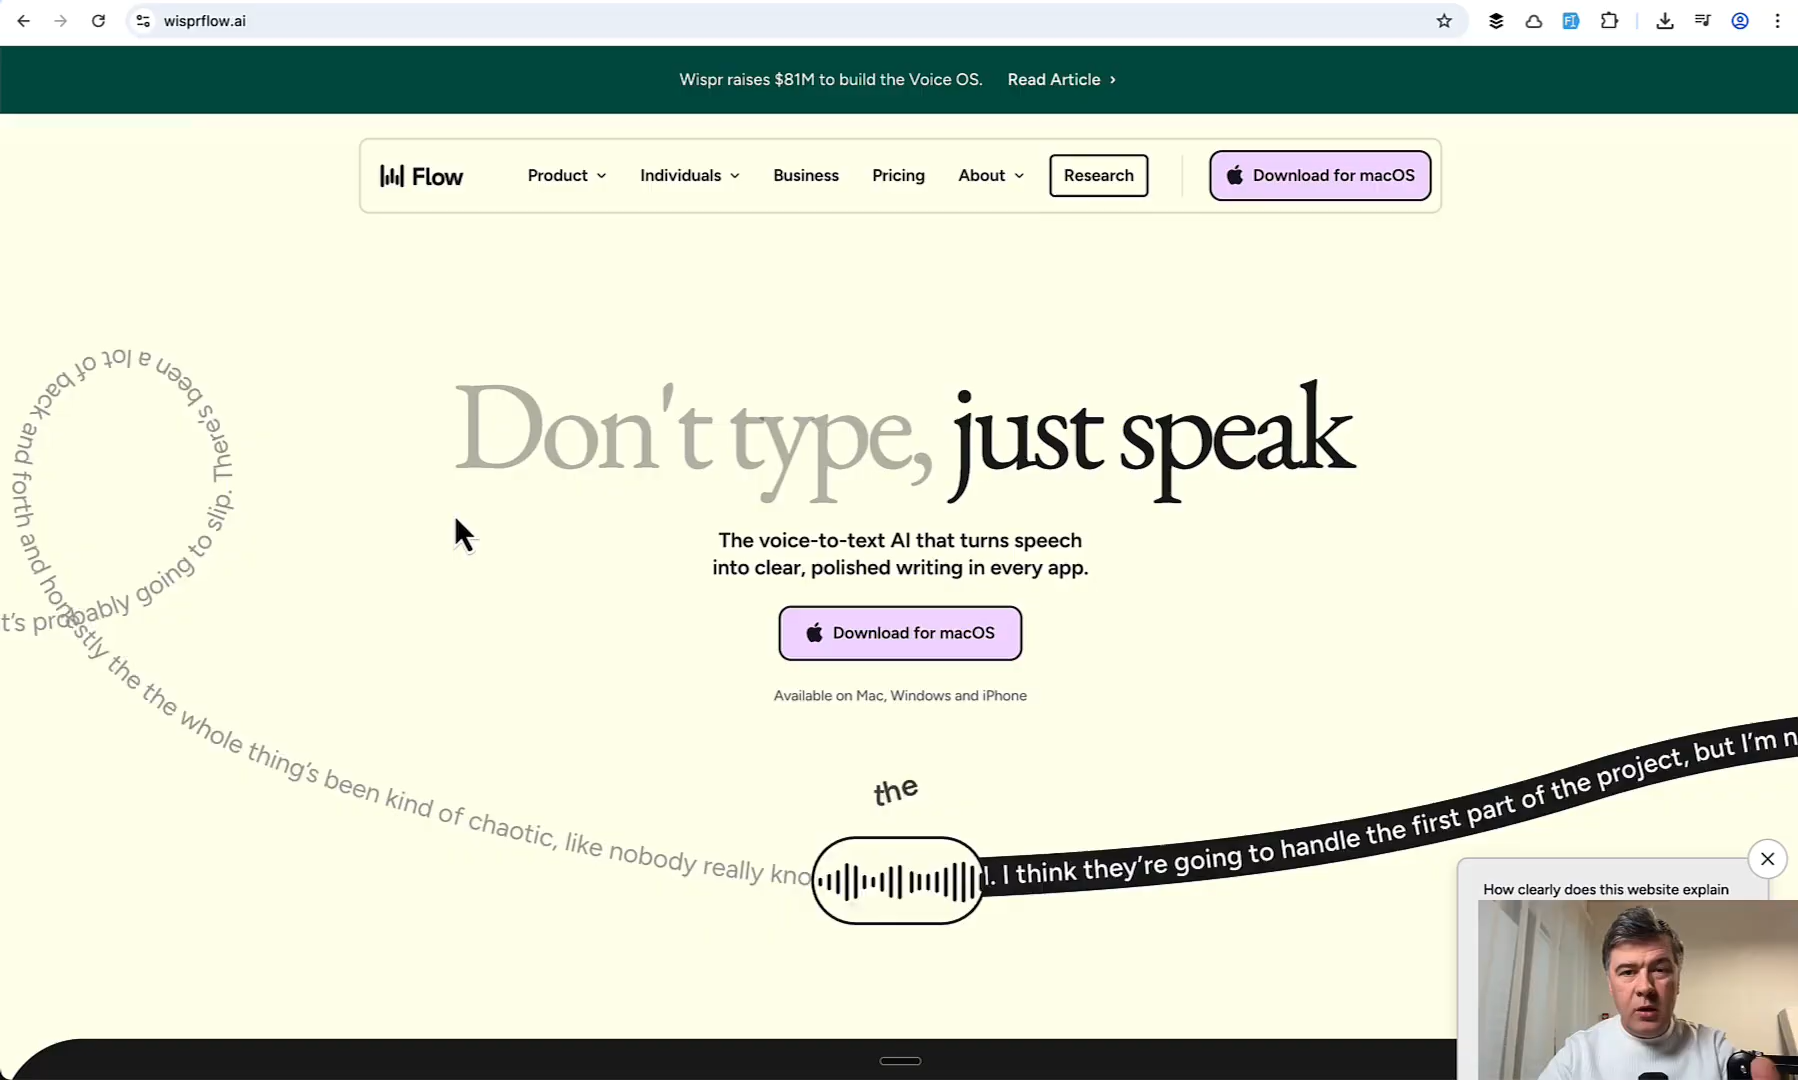 wisprflow.ai
Wispr raises $81M to build the Voice OS. Read Article
Flow
Product
Individuals
Business
Pricing
About
Research
Download for macOS
Don't type, just speak
The voice-to-text AI that turns speech
into clear, polished writing in every app.
Download for macOS
Available on Mac, Windows and iPhone
t's probably going to slip. There's been a lot of back and forth and honestly the the whole thing's been kind of chaotic, like nobody really kno
the
. I think they're going to handle the first part of the project, but I'm n
How clearly does this website explain